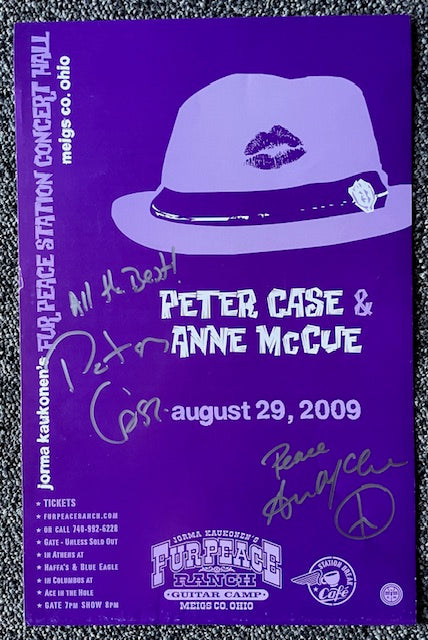 jorma kaukonen's FUR PEACE STATION CONCERT HALL
meigs co. ohio
All the Best!
Peter
Case
PETER CASE &
ANNE McCUE
august 29, 2009
Peace
★ TICKETS
★ FURPEACERANCH.COM
★ OR CALL 740-992-6228
★ GATE - UNLESS SOLD OUT
★ IN ATHENS AT
★ HAFFA'S & BLUE EAGLE
★ IN COLUMBUS AT
★ ACE IN THE HOLE
★ GATE 7PM SHOW 8PM
JORMA KAUKONEN'S
FUR PEACE
RANCH
GUITAR CAMP
MEIGS CO. OHIO
STATION BREAK
Café